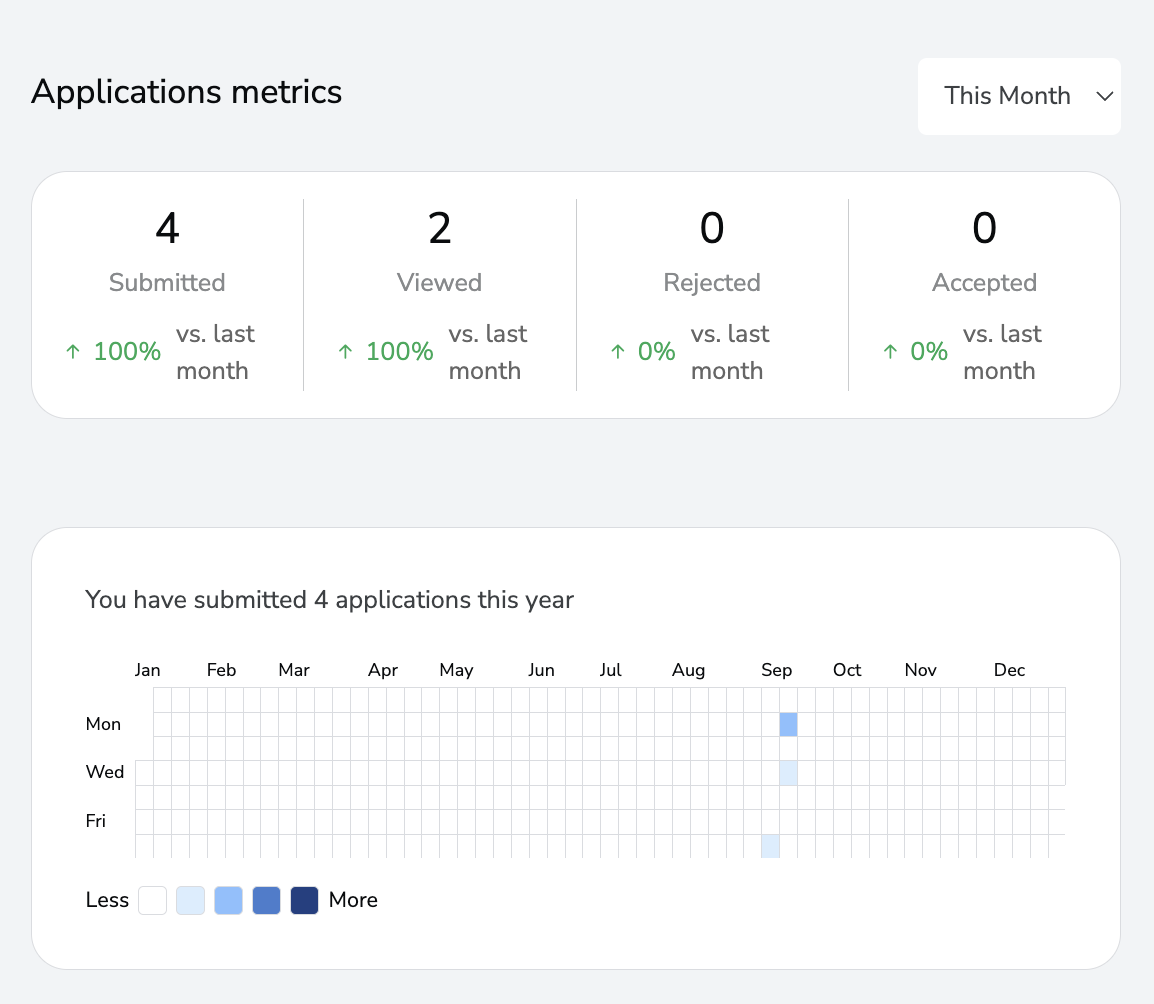 Applications metrics
This Month
4
Submitted
100%
vs. last
month
2
Viewed
100%
vs. last
month
0
Rejected
0%
vs. last
month
0
Accepted
0%
vs. last
month
You have submitted 4 applications this year
Jan Feb Mar Apr May Jun Jul Aug Sep Oct Nov Dec
Mon
Wed
Fri
Less More